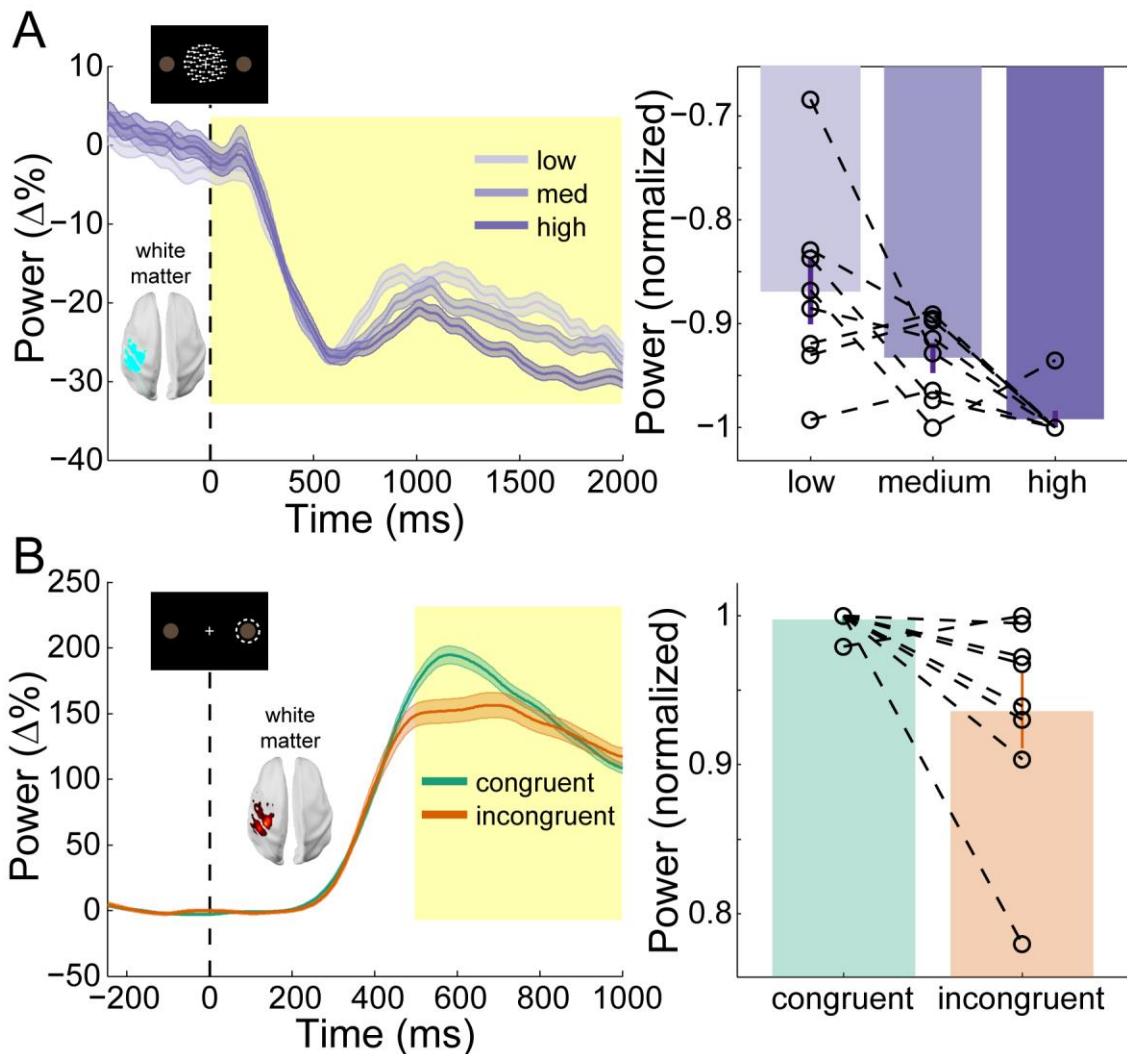 A
10
0
−10
−20
−30
−40
Power (Δ%)
0
500
1000
1500
2000
Time (ms)
low
med
high
white
matter
−0.7
−0.8
−0.9
−1
Power (normalized)
low
medium
high
B
250
200
150
100
50
0
−50
Power (Δ%)
−200
0
200
400
600
800
1000
Time (ms)
white
matter
congruent
incongruent
1
0.9
0.8
Power (normalized)
congruent
incongruent